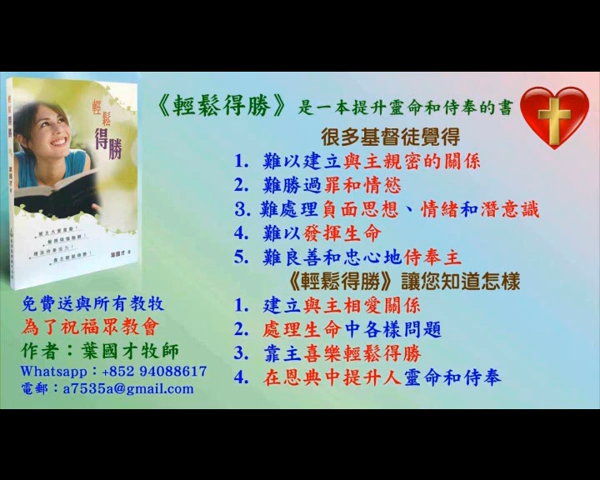 《輕鬆得勝》是一本提升靈命和侍奉的書
很多基督徒覺得
1. 難以建立與主親密的關係
2. 難勝過罪和情慾
3. 難處理負面思想、情緒和潛意識
4. 難以發揮生命
5. 難良善和忠心地侍奉主
《輕鬆得勝》讓您知道怎樣
1. 建立與主相愛關係
2. 處理生命中各樣問題
3. 靠主喜樂輕鬆得勝
4. 在恩典中提升人靈命和侍奉
輕鬆
得勝
葉國才 著
輕鬆得勝
免費送與所有教牧
為了祝福眾教會
作者：葉國才牧師
Whatsapp：+852 94088617
電郵：a7535a@gmail.com